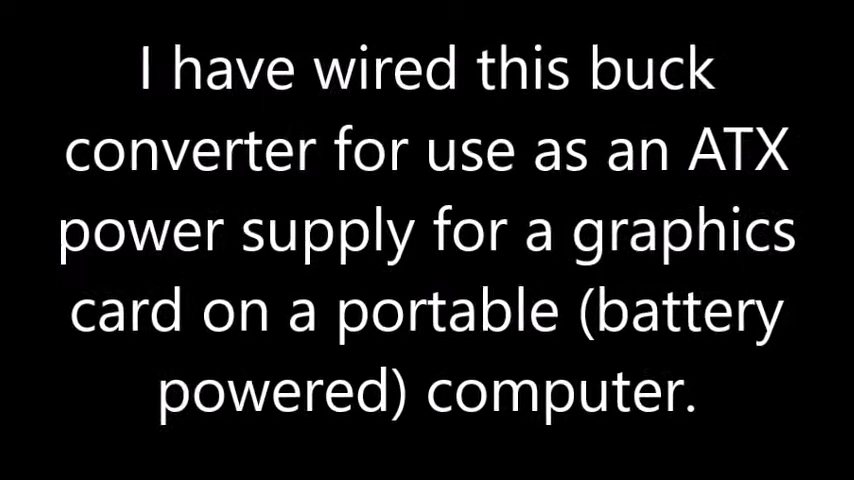 I have wired this buck
converter for use as an ATX
power supply for a graphics
card on a portable (battery
powered) computer.